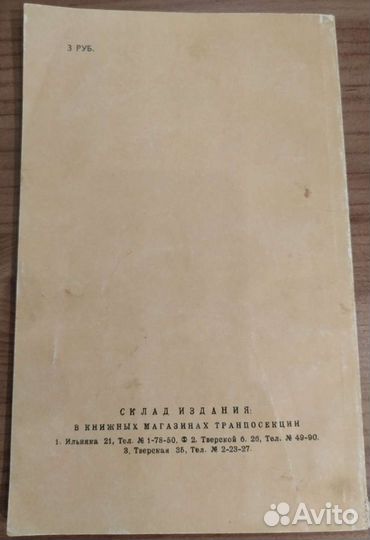 3 РУБ.
СКЛАД ИЗДАНИЯ:
В КНИЖНЫХ МАГАЗИНАХ ТРАНПОСЕКЦИИ
1. Ильинка 21, Тел. № 1-78-50, Ф 2. Тверской б. 26, Тел. № 49-90.
3, Тверская 35, Тел. № 2-23-27.
Avito